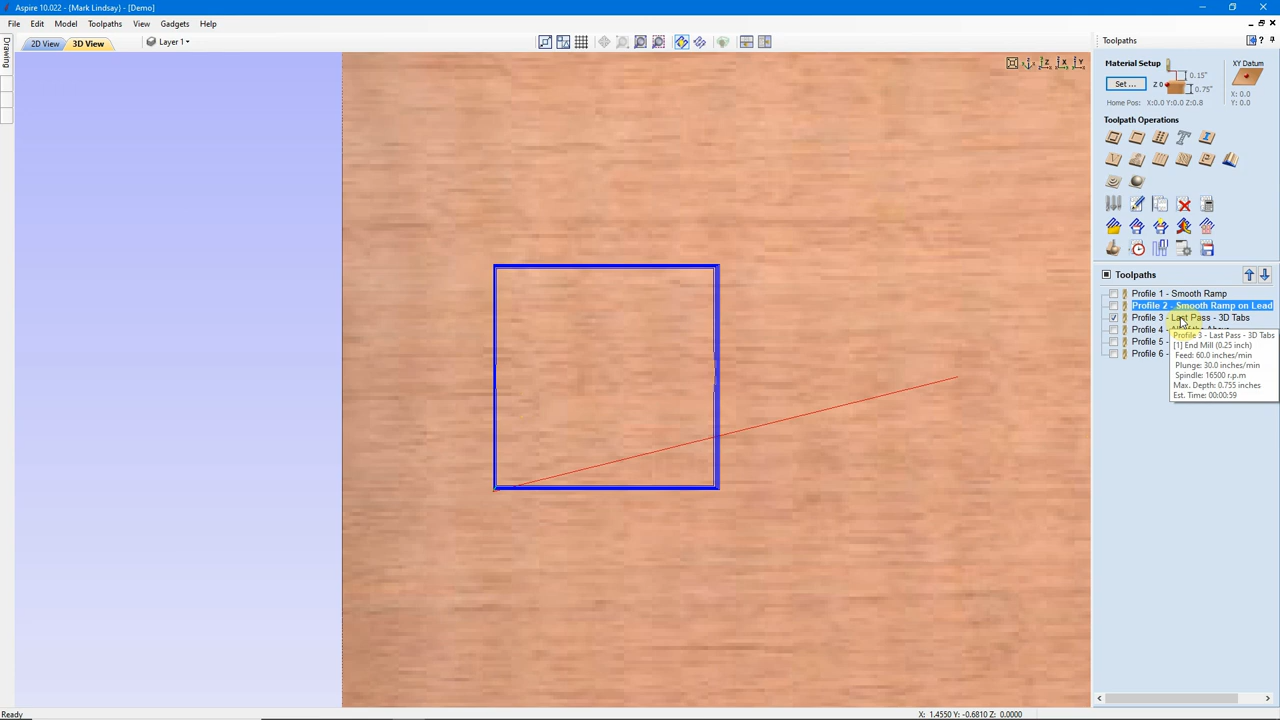 Aspire 10.022 - (Mark Lindsay) - [Demo]
File Edit Model Toolpaths View Gadgets Help
2D View
3D View
Layer 1
Drawing
Toolpaths
Material Setup
XY Datum
Set ...
Z 0
0.15"
0.75"
X: 0.0
Y: 0.0
Home Pos: X:0.0 Y:0.0 Z:0.8
Toolpath Operations
Toolpaths
Profile 1 - Smooth Ramp
Profile 2 - Smooth Ramp on Lead
Profile 3 - Last Pass - 3D Tabs
Profile 4 -
Profile 5 -
Profile 6 -
Profile 3 - Last Pass - 3D Tabs
[1] End Mill (0.25 inch)
Feed: 60.0 inches/min
Plunge: 30.0 inches/min
Spindle: 16500 r.p.m
Max. Depth: 0.755 inches
Est. Time: 00:00:59
Ready
X: 1.4550 Y: -0.6810 Z: 0.0000